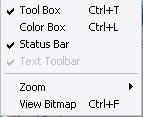 Tool Box Ctrl+T
Color Box Ctrl+L
Status Bar
Text Toolbar
Zoom
View Bitmap Ctrl+F